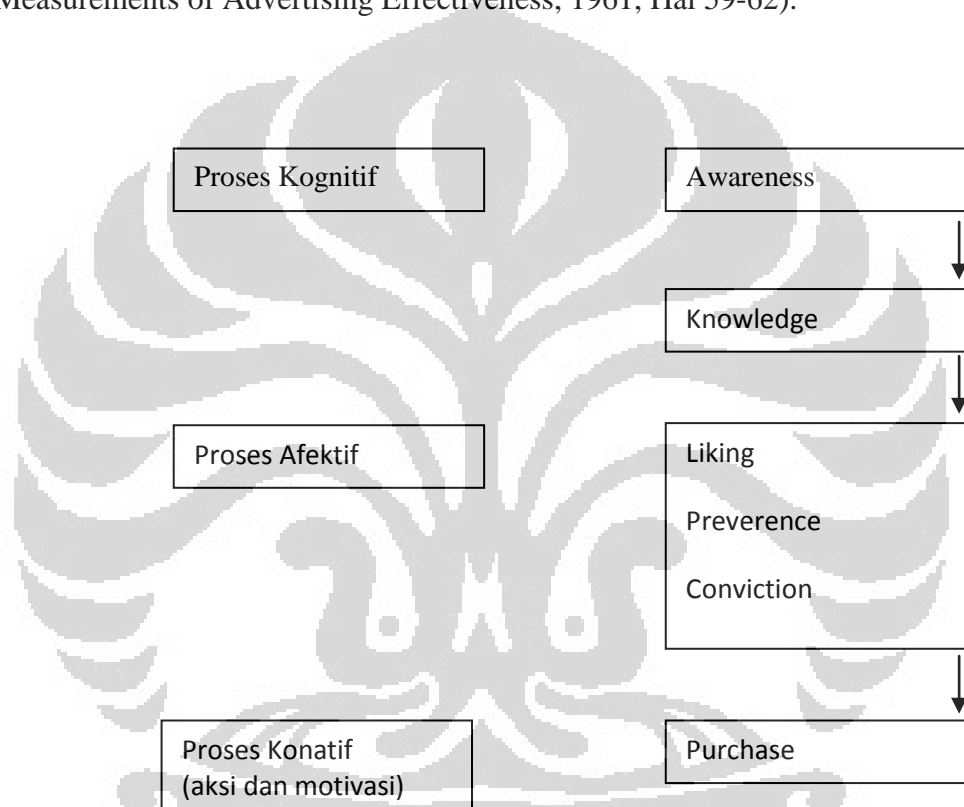 Measurements of Advertising Effectiveness, 1961, Hal 59-62).
Proses Kognitif
Awareness
Knowledge
Proses Afektif
Liking
Preverence
Conviction
Proses Konatif
(aksi dan motivasi)
Purchase